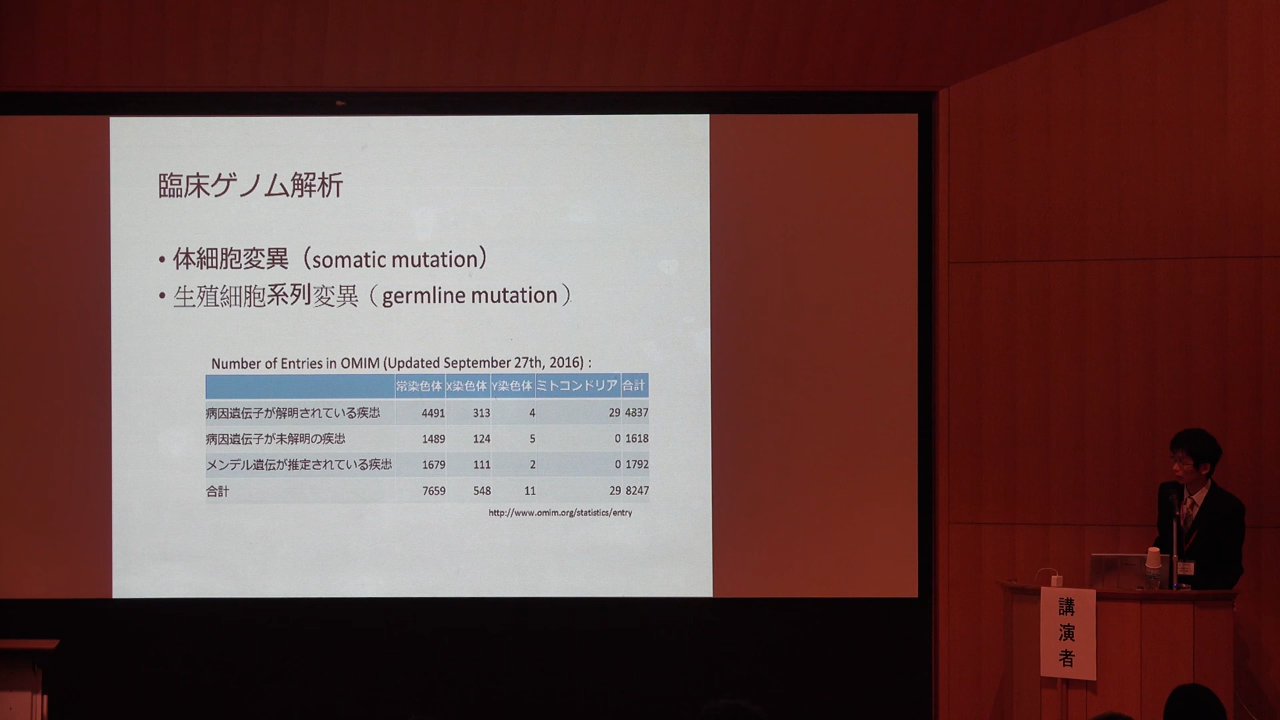 臨床ゲノム解析
• 体細胞変異（somatic mutation）
• 生殖細胞系列変異（germline mutation）
Number of Entries in OMIM (Updated September 27th, 2016) :
常染色体 X染色体 Y染色体 ミトコンドリア 合計
病因遺伝子が解明されている疾患 4491 313 4 29 4837
病因遺伝子が未解明の疾患 1489 124 5 0 1618
メンデル遺伝が推定されている疾患 1679 111 2 0 1792
合計 7659 548 11 29 8247
http://www.omim.org/statistics/entry
講演者